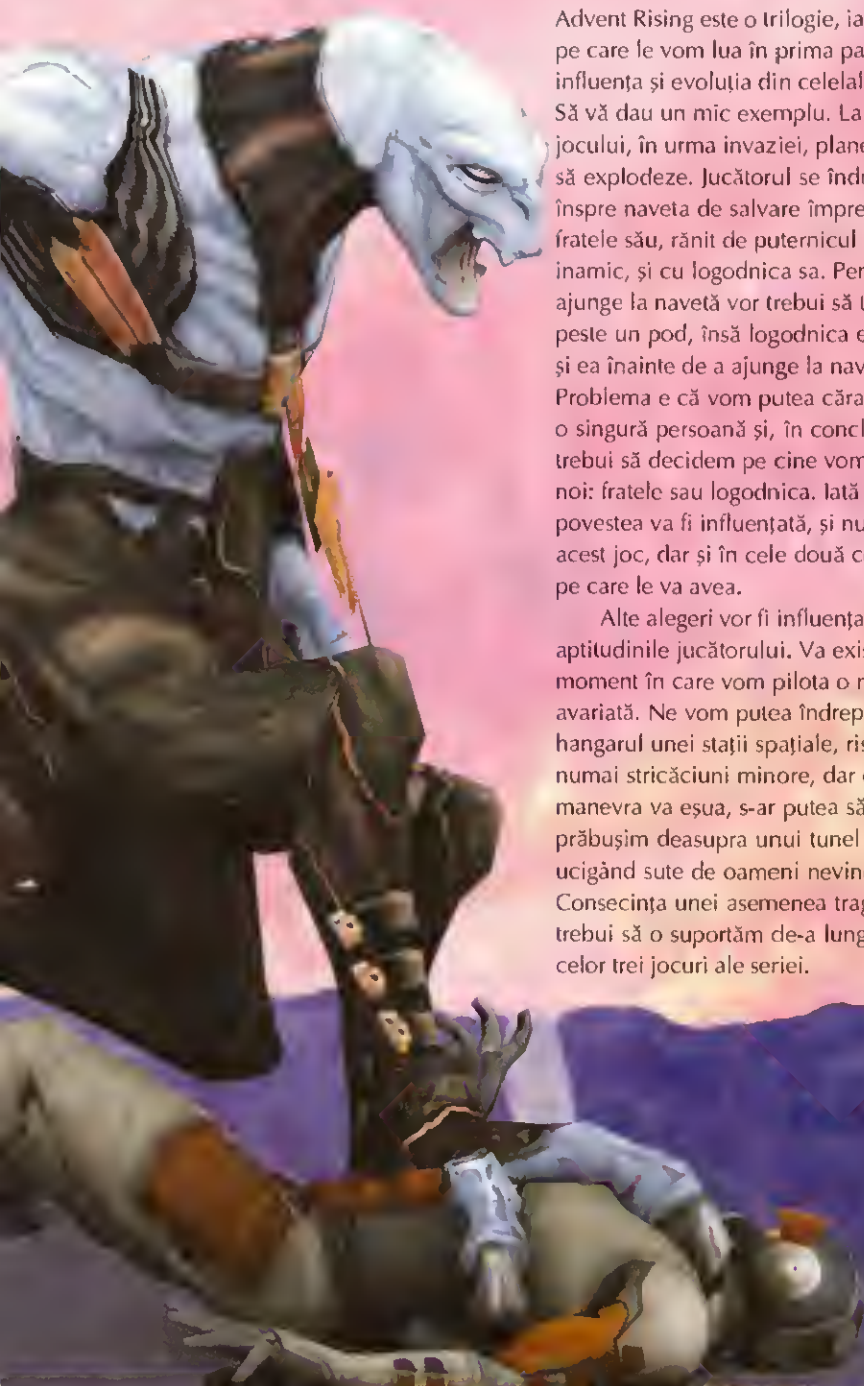 Advent Rising este o trilogie, ia
pe care le vom lua în prima pa
influența și evoluția din celelal
Să vă dau un mic exemplu. La
jocului, în urma invaziei, plane
să explodeze. Jucătorul se îndr
înspre naveta de salvare împre
fratele său, rănit de puternicul
inamic, și cu logodnica sa. Per
ajunge la navetă vor trebui să t
peste un pod, însă logodnica e
și ea înainte de a ajunge la nav
Problema e că vom putea căra
o singură persoană și, în concl
trebui să decidem pe cine vom
noi: fratele sau logodnica. Iată
povestea va fi influențată, și nu
acest joc, dar și în cele două c
pe care le va avea.
Alte alegeri vor fi influența
aptitudinile jucătorului. Va exis
moment în care vom pilota o n
avariată. Ne vom putea îndrep
hangarul unei stații spațiale, ris
numai stricăciuni minore, dar
manevra va eșua, s-ar putea să
prăbușim deasupra unui tunel
ucigând sute de oameni nevin
Consecința unei asemenea trag
trebui să o suportăm de-a lung
celor trei jocuri ale seriei.